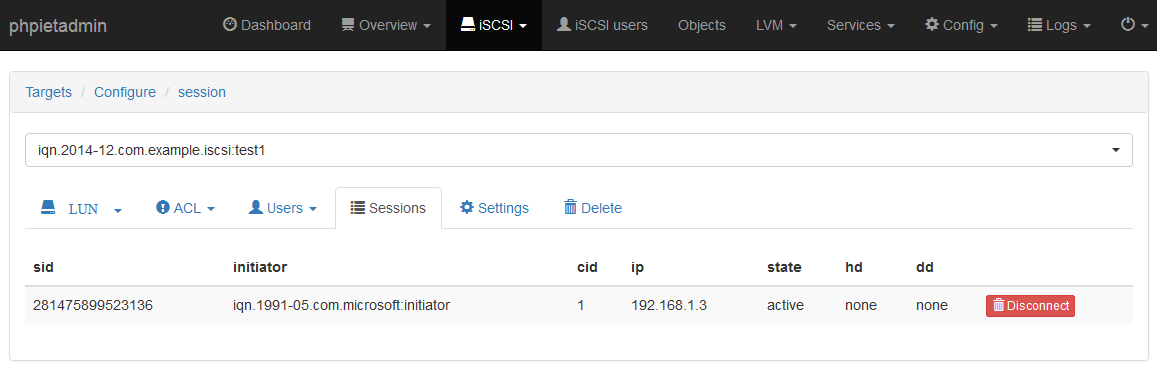 phpietadmin Dashboard Overview iSCSI iSCSI users Objects LVM Services Config Logs
Targets / Configure / session
iqn.2014-12.com.example.iscsi:test1
LUN ACL Users Sessions Settings Delete
sid initiator cid ip state hd dd
281475899523136 iqn.1991-05.com.microsoft:initiator 1 192.168.1.3 active none none Disconnect